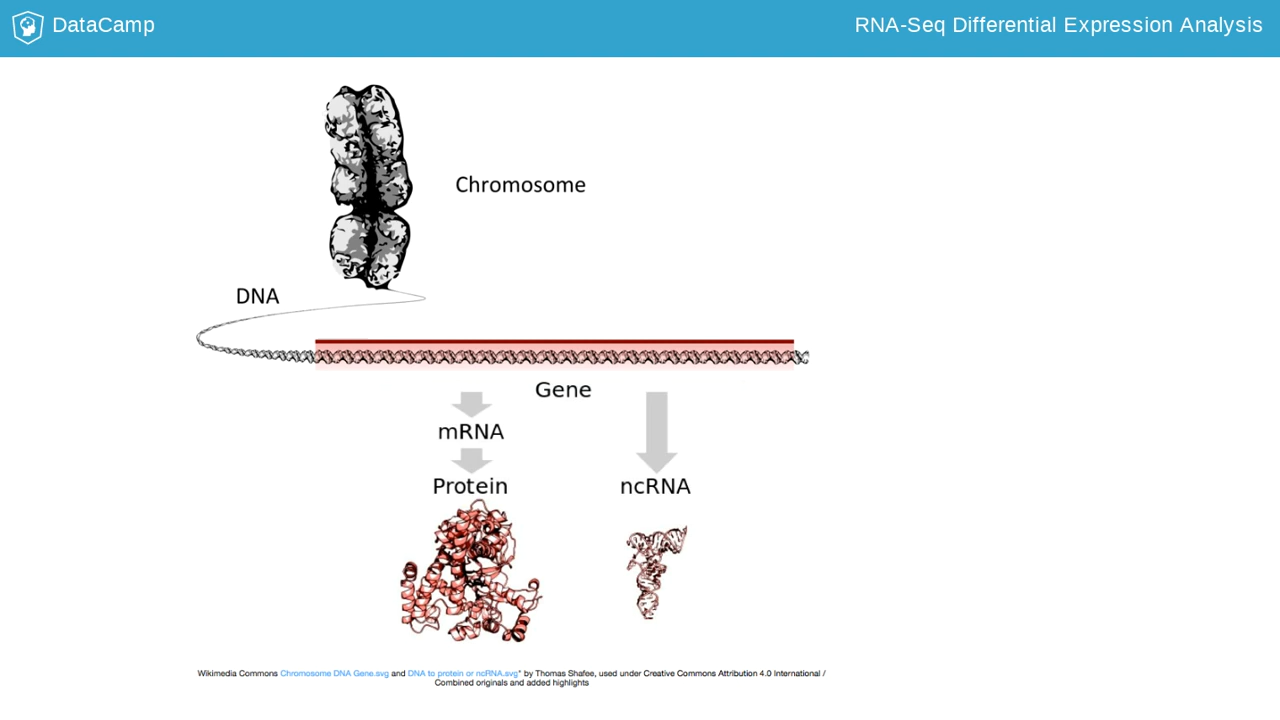 DataCamp
RNA-Seq Differential Expression Analysis
Chromosome
DNA
Gene
mRNA
Protein
ncRNA
Wikimedia Commons Chromosome DNA Gene.svg and DNA to protein or ncRNA.svg" by Thomas Shafee, used under Creative Commons Attribution 4.0 International /
Combined originals and added highlights